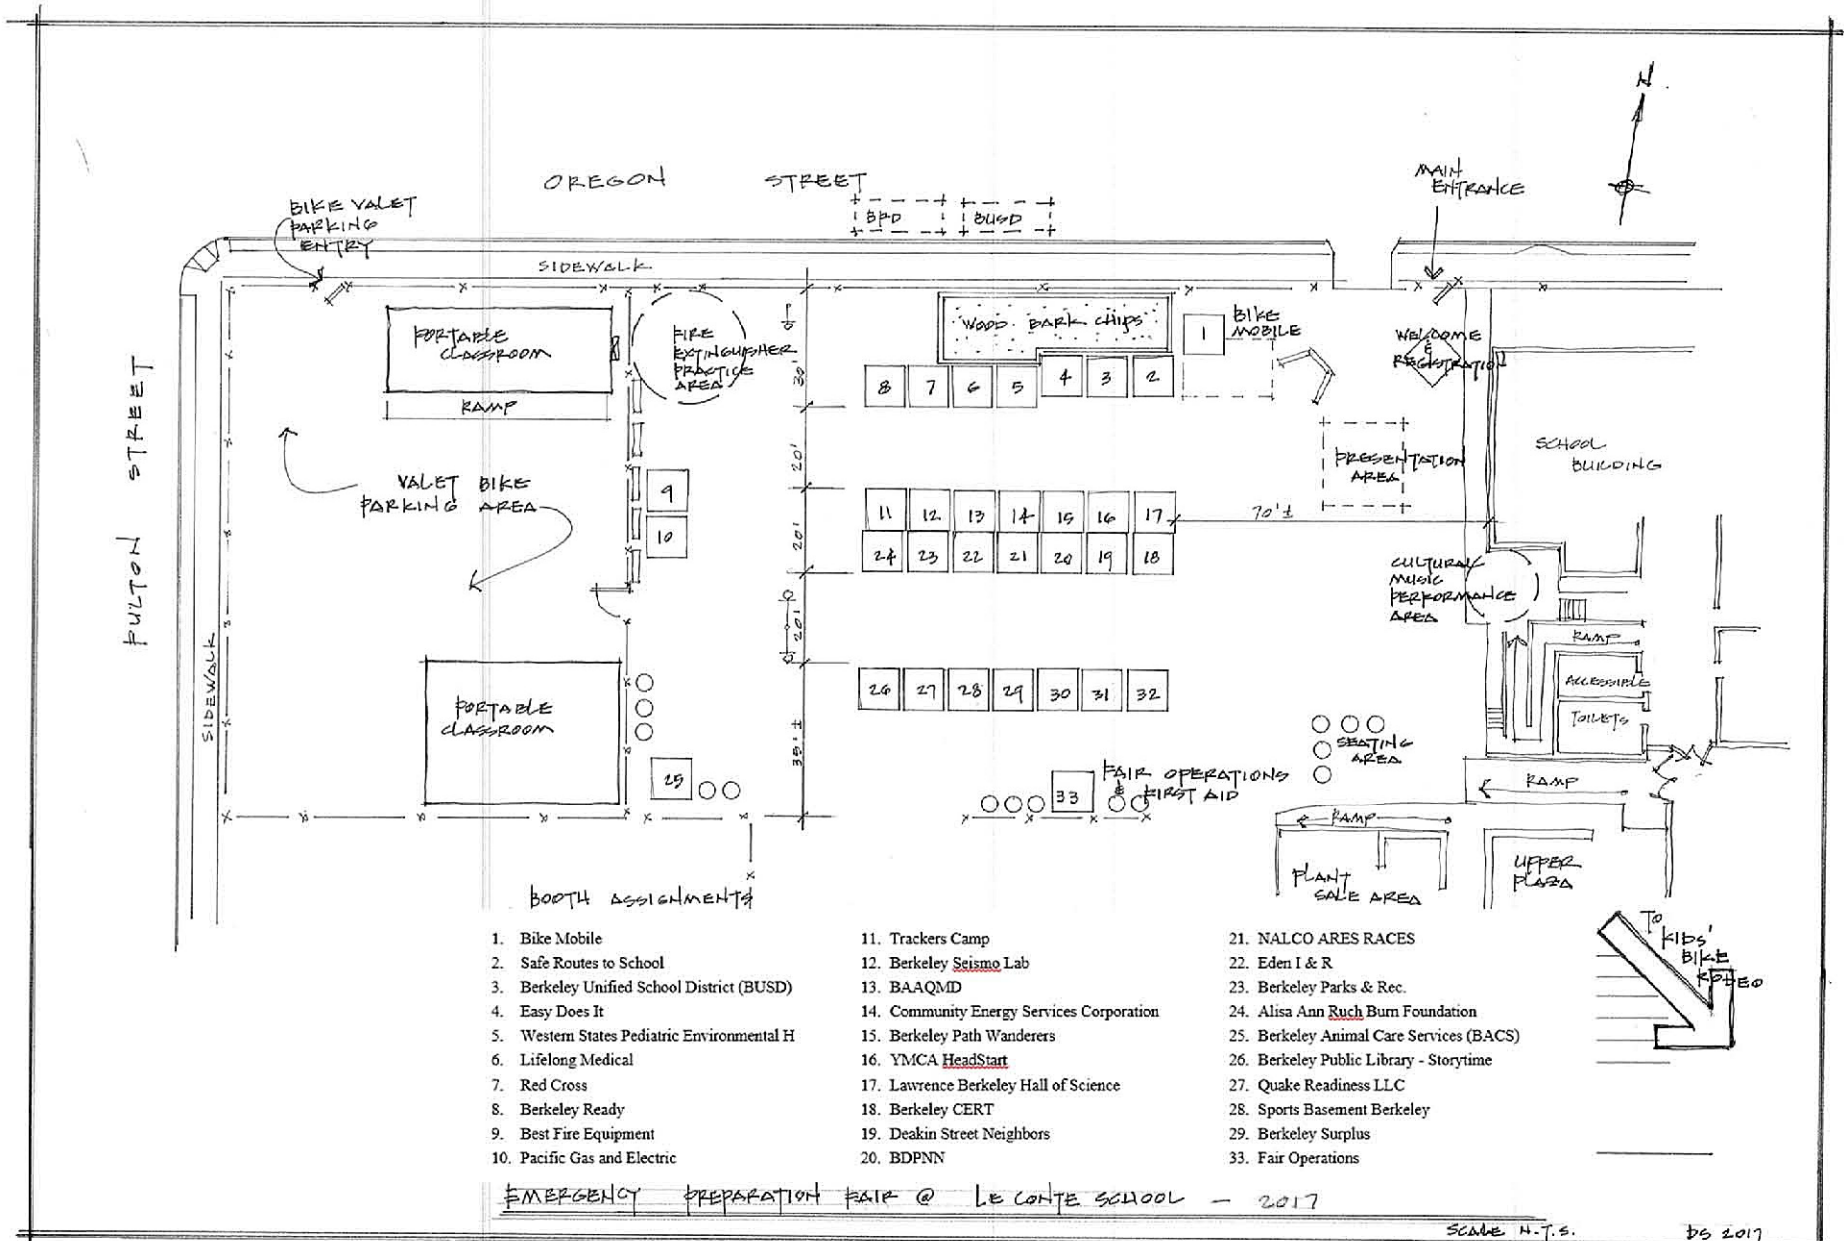 N
OREGON STREET
MAIN
ENTRANCE
BIKE VALET
PARKING
ENTRY
BPD
BUSD
SIDEWALK
PORTABLE
CLASSROOM
RAMP
FIRE
EXTINGUISHER
PRACTICE
AREA
30'
WOOD BARK CHIPS
1
BIKE
MOBILE
WELCOME
&
REGISTRATION
8 7 6 5 4 3 2
FULTON STREET
SIDEWALK
VALET BIKE
PARKING AREA
9
10
20'
20'
20'
35' ±
PRESENTATION
AREA
SCHOOL
BUILDING
11 12 13 14 15 16 17
70' ±
24 23 22 21 20 19 18
CULTURAL
MUSIC
PERFORMANCE
AREA
RAMP
ACCESSIBLE
TOILETS
PORTABLE
CLASSROOM
26 27 28 29 30 31 32
25
33
FAIR OPERATIONS
&
FIRST AID
SEATING
AREA
RAMP
RAMP
PLANT
SALE AREA
UPPER
PLAZA
TO
KIDS'
BIKE
RODEO
BOOTH ASSIGNMENTS
1. Bike Mobile
2. Safe Routes to School
3. Berkeley Unified School District (BUSD)
4. Easy Does It
5. Western States Pediatric Environmental H
6. Lifelong Medical
7. Red Cross
8. Berkeley Ready
9. Best Fire Equipment
10. Pacific Gas and Electric
11. Trackers Camp
12. Berkeley Seismo Lab
13. BAAQMD
14. Community Energy Services Corporation
15. Berkeley Path Wanderers
16. YMCA HeadStart
17. Lawrence Berkeley Hall of Science
18. Berkeley CERT
19. Deakin Street Neighbors
20. BDPNN
21. NALCO ARES RACES
22. Eden I & R
23. Berkeley Parks & Rec.
24. Alisa Ann Ruch Burn Foundation
25. Berkeley Animal Care Services (BACS)
26. Berkeley Public Library - Storytime
27. Quake Readiness LLC
28. Sports Basement Berkeley
29. Berkeley Surplus
33. Fair Operations
EMERGENCY PREPARATION FAIR @ LE CONTE SCHOOL - 2017
SCALE N.T.S.
DS 2017